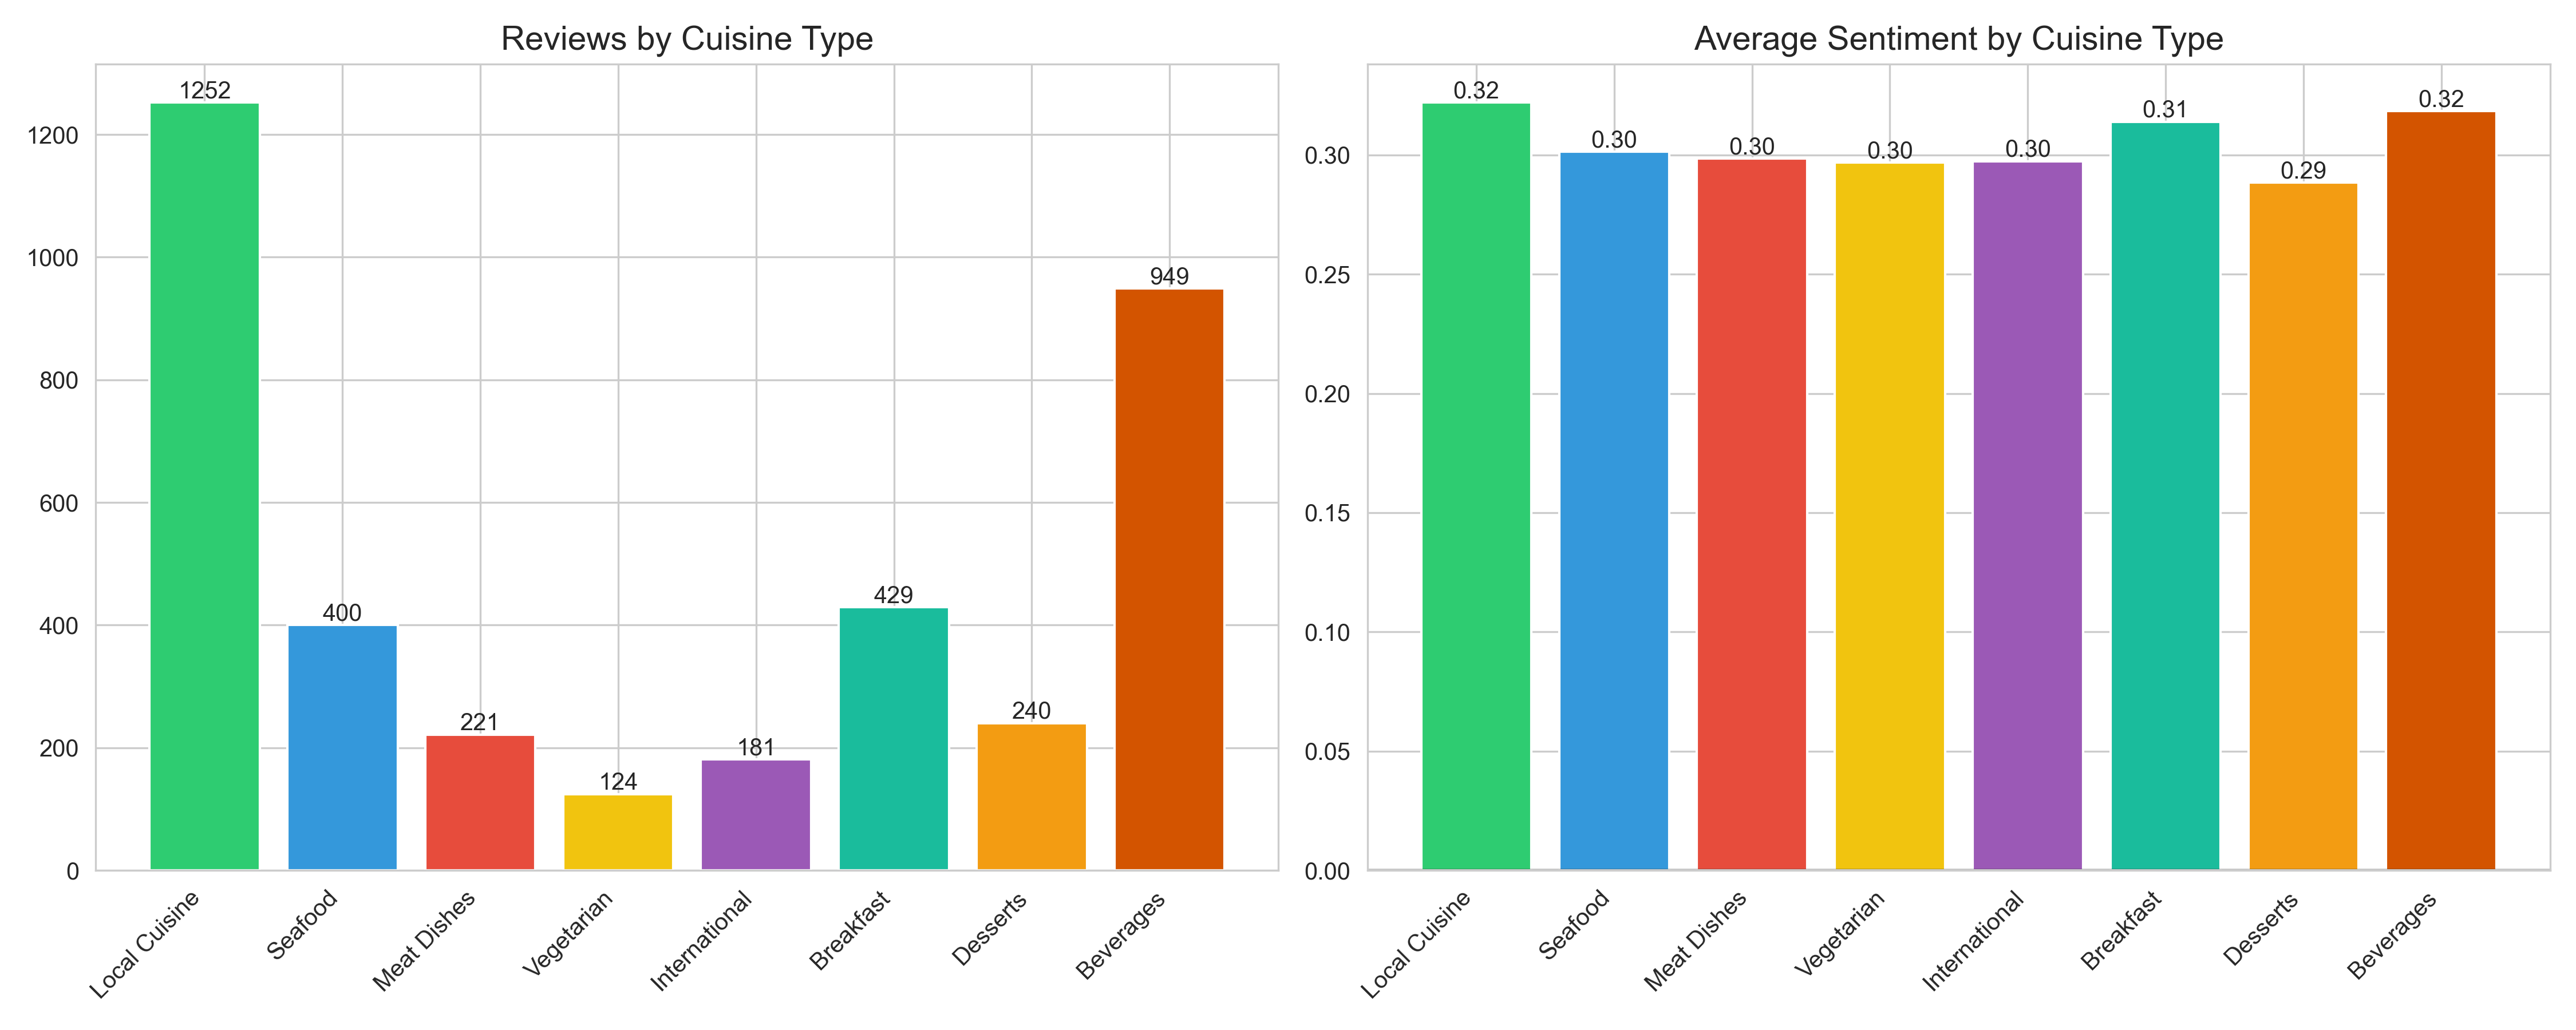 Reviews by Cuisine Type
1252
400
221
124
181
429
240
949
1200
1000
800
600
400
200
0
Local Cuisine
Seafood
Meat Dishes
Vegetarian
International
Breakfast
Desserts
Beverages
Average Sentiment by Cuisine Type
0.32
0.30
0.30
0.30
0.30
0.31
0.29
0.32
0.30
0.25
0.20
0.15
0.10
0.05
0.00
Local Cuisine
Seafood
Meat Dishes
Vegetarian
International
Breakfast
Desserts
Beverages